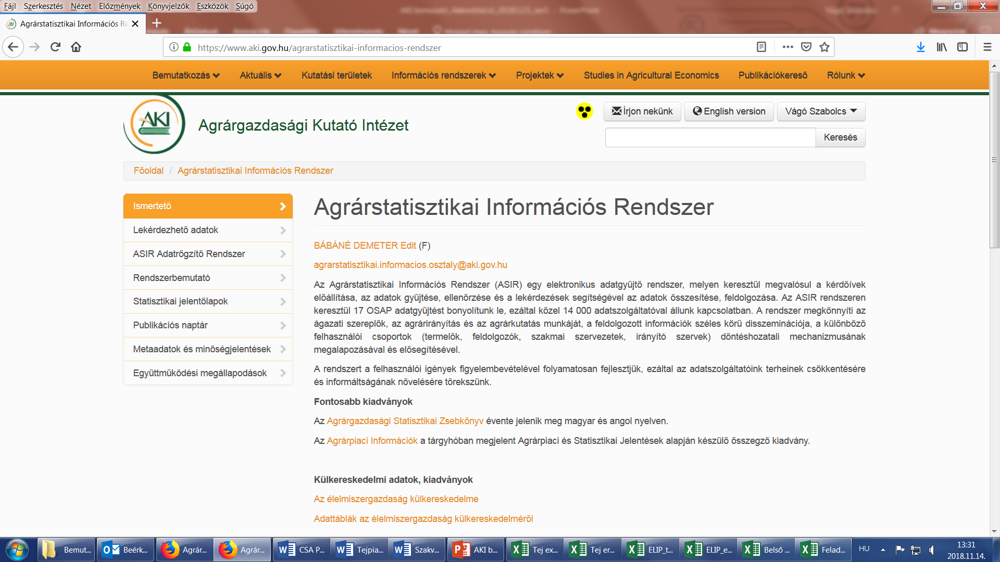 Fájl Szerkesztés Nézet Előzmények Könyvjelzők Eszközök Súgó
Agrárstatisztikai Információs Re
https://www.aki.gov.hu/agrarstatisztikai-informacios-rendszer
Bemutatkozás Aktuális Kutatási területek Információs rendszerek Projektek Studies in Agricultural Economics Publikációkereső Rólunk
AKI
Agrárgazdasági Kutató Intézet
Írjon nekünk English version Vágó Szabolcs
Keresés
Főoldal / Agrárstatisztikai Információs Rendszer
Ismertető
Lekérdezhető adatok
ASIR Adatrögzítő Rendszer
Rendszerbemutató
Statisztikai jelentőlapok
Publikációs naptár
Metaadatok és minőségjelentések
Együttműködési megállapodások
Agrárstatisztikai Információs Rendszer
BÁBÁNÉ DEMETER Edit (F)
agrarstatisztikai.informacios.osztaly@aki.gov.hu
Az Agrárstatisztikai Információs Rendszer (ASIR) egy elektronikus adatgyűjtő rendszer, melyen keresztül megvalósul a kérdőívek
előállítása, az adatok gyűjtése, ellenőrzése és a lekérdezések segítségével az adatok összesítése, feldolgozása. Az ASIR rendszeren
keresztül 17 OSAP adatgyűjtést bonyolítunk le, ezáltal közel 14 000 adatszolgáltatóval állunk kapcsolatban. A rendszer megkönnyíti az
ágazati szereplők, az agrárirányítás és az agrárkutatás munkáját, a feldolgozott információk széles körű disszeminációja, a különböző
felhasználói csoportok (termelők, feldolgozók, szakmai szervezetek, irányító szervek) döntéshozatali mechanizmusának
megalapozásával és elősegítésével.
A rendszert a felhasználói igények figyelembevételével folyamatosan fejlesztjük, ezáltal az adatszolgáltatóink terheinek csökkentésére
és informáltságának növelésére törekszünk.
Fontosabb kiadványok
Az Agrárgazdasági Statisztikai Zsebkönyv évente jelenik meg magyar és angol nyelven.
Az Agrárpiaci Információk a tárgyhóban megjelent Agrárpiaci és Statisztikai Jelentések alapján készülő összegző kiadvány.
Külkereskedelmi adatok, kiadványok
Az élelmiszergazdaság külkereskedelme
Adattáblák az élelmiszergazdaság külkereskedelméről
Bemut... Beérk... Agrár... Agrár... CSA P... Tejpia... Szakv... AKI b... Tej ex... Tej er... ELIP_t... ELIP_e... Belső ... Felad... HU 13:31
2018.11.14.